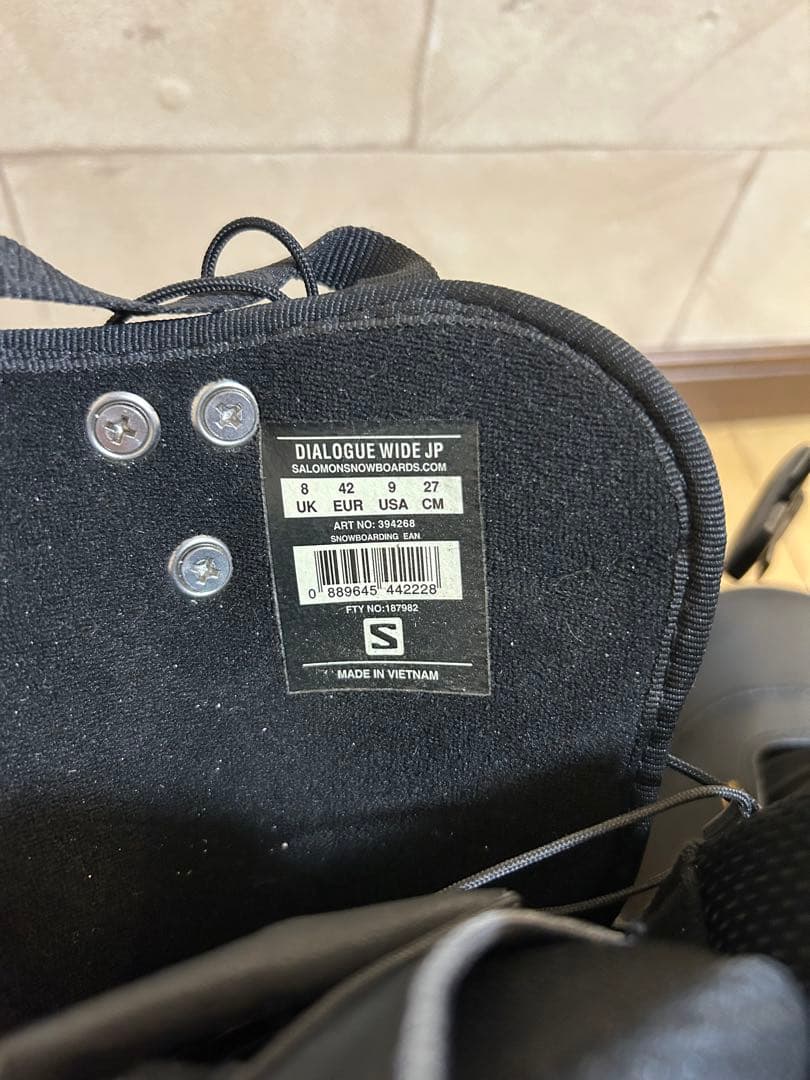 DIALOGUE WIDE JP
SALOMONSNOWBOARDS.COM
8 42 9 27
UK EUR USA CM
ART NO: 394268
SNOWBOARDING EAN
0 889645 442228
FTY NO:187982
S
MADE IN VIETNAM